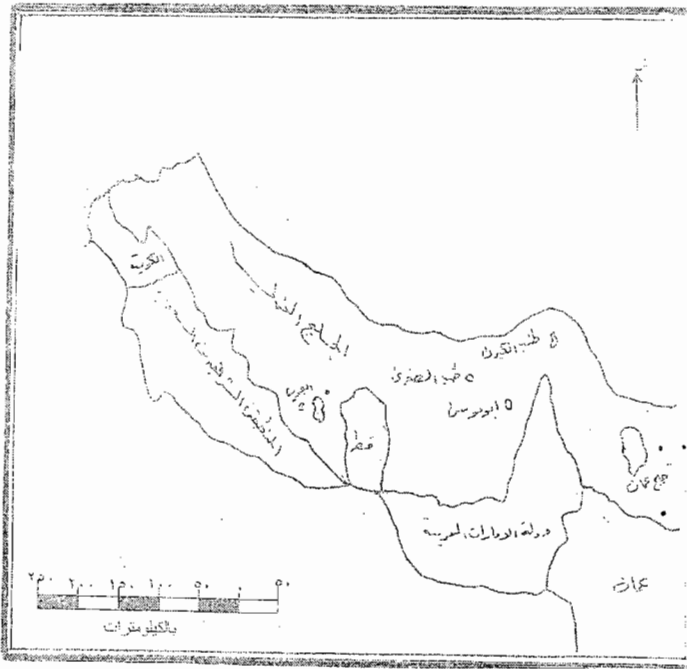 ش
الكويت
الخليج العربي
المنطقة الشرقية السعودية
البحرين
قطر
طنب الكبرى
طنب الصغرى
ابو موسى
خليج عمان
دولة الامارات العربية
عمان
٢٥٠ ٢٠٠ ١٥٠ ١٠٠ ٥٠ ٠ ٥٠
بالكيلومترات